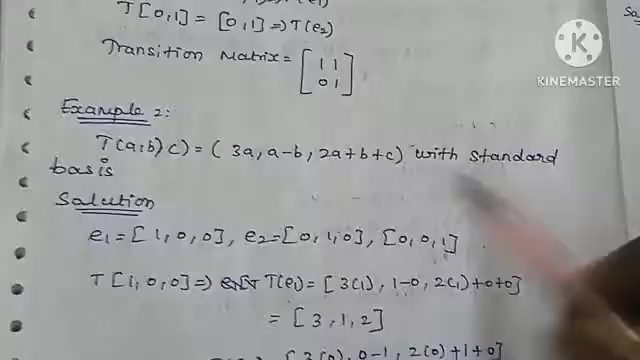 T[0,1] = [0,1] => T(e2)
Transition Matrix = [1 1
0 1]
KINEMASTER
Example 2:
T(a,b,c) = (3a, a-b, 2a+b+c) with standard
basis
Solution
e1 = [1,0,0], e2 = [0,1,0], [0,0,1]
T[1,0,0] => T(e1) = [3(1), 1-0, 2(1)+0+0]
= [3,1,2]
[3(0), 0-1, 2(0)+1+0]